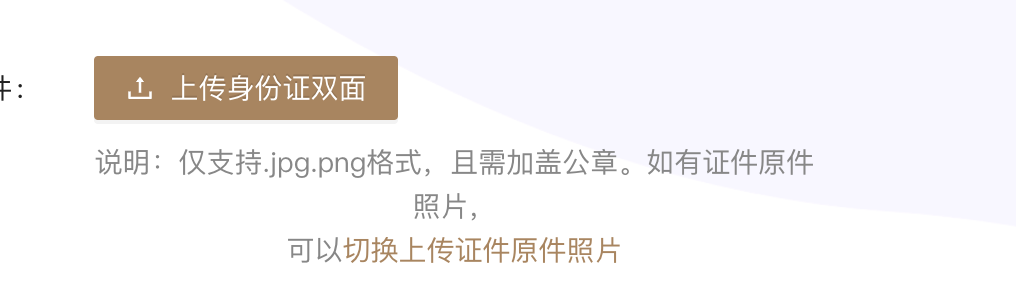 件：
上传身份证双面
说明：仅支持.jpg.png格式，且需加盖公章。如有证件原件
照片，
可以切换上传证件原件照片